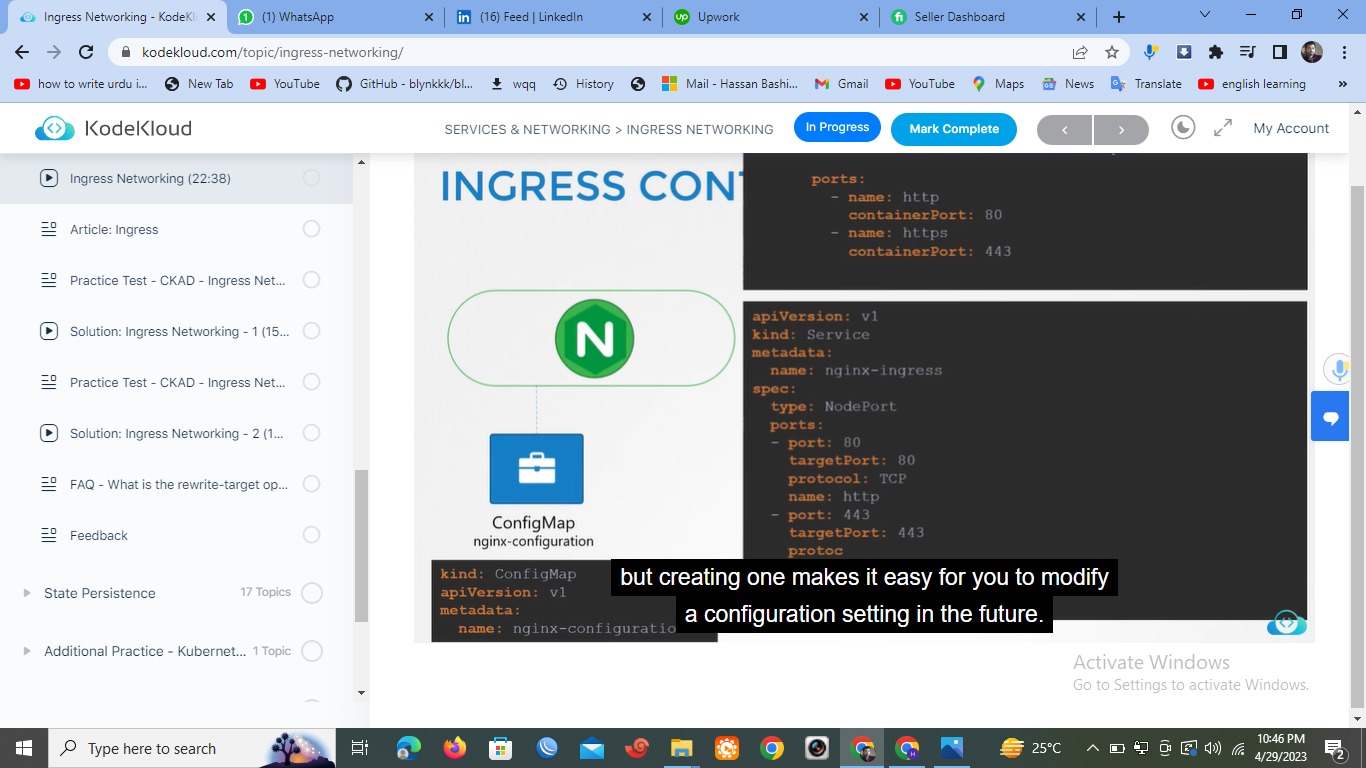 Ingress Networking - KodeKl
(1) WhatsApp
(16) Feed | LinkedIn
Upwork
Seller Dashboard
kodekloud.com/topic/ingress-networking/
how to write urdu i...
New Tab
YouTube
GitHub - blynkkk/bl...
wqq
History
Mail - Hassan Bashi...
Gmail
YouTube
Maps
News
Translate
english learning
»
KodeKloud
SERVICES & NETWORKING > INGRESS NETWORKING
In Progress
Mark Complete
My Account
Ingress Networking (22:38)
Article: Ingress
Practice Test - CKAD - Ingress Net...
Solution: Ingress Networking - 1 (15...
Practice Test - CKAD - Ingress Net...
Solution: Ingress Networking - 2 (1...
FAQ - What is the rewrite-target op...
State Persistence
17 Topics
Additional Practice - Kubernet...
1 Topic
INGRESS CONT
ports:
- name: http
containerPort: 80
- name: https
containerPort: 443
ConfigMap
nginx-configuration
apiVersion: v1
kind: Service
metadata:
name: nginx-ingress
spec:
type: NodePort
ports:
- port: 80
targetPort: 80
protocol: TCP
name: http
- port: 443
targetPort: 443
protoc
kind: ConfigMap
apiVersion: v1
metadata:
name: nginx-configuratio
but creating one makes it easy for you to modify
a configuration setting in the future.
Activate Windows
Go to Settings to activate Windows.
Type here to search
25°C
10:46 PM
4/29/2023
2